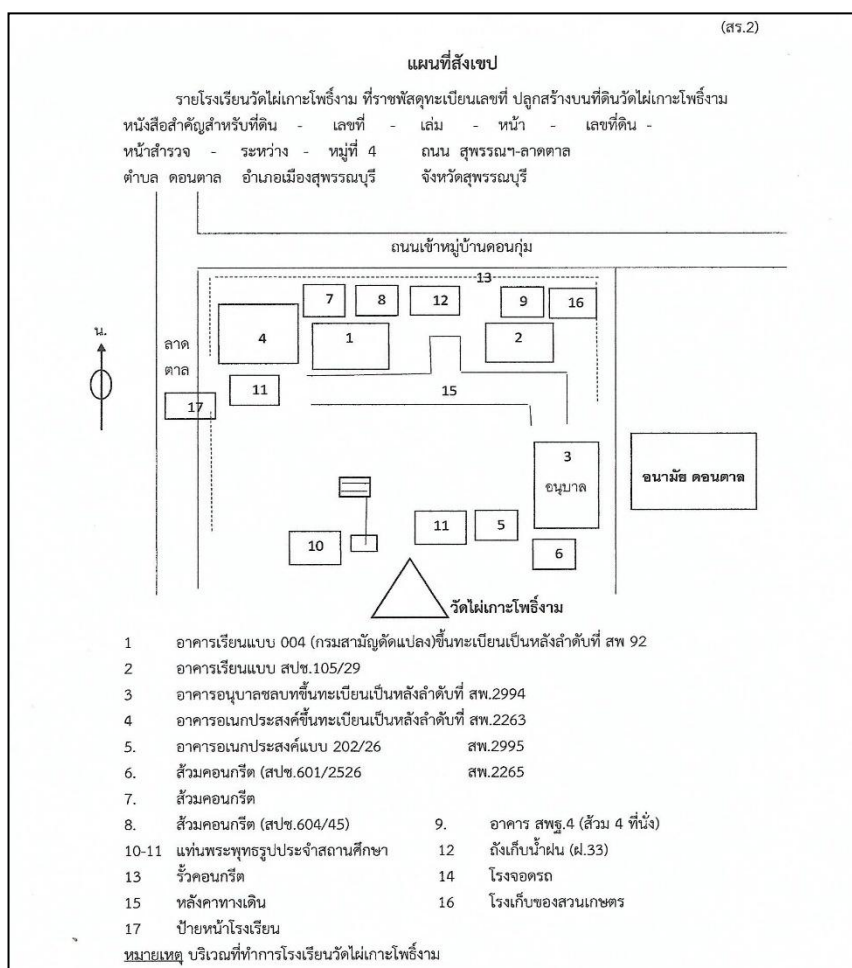 (สร.2)
แผนที่สังเขป
รายโรงเรียนวัดไผ่เกาะโพธิ์งาม ที่ราชพัสดุทะเบียนเลขที่ ปลูกสร้างบนที่ดินวัดไผ่เกาะโพธิ์งาม
หนังสือสำคัญสำหรับที่ดิน - เลขที่ - เล่ม - หน้า - เลขที่ดิน -
หน้าสำรวจ - ระหว่าง - หมู่ที่ 4 ถนน สุพรรณฯ-ลาดตาล
ตำบล ดอนตาล อำเภอเมืองสุพรรณบุรี จังหวัดสุพรรณบุรี
ถนนเข้าหมู่บ้านดอนกุ่ม
13
7 8 12 9 16
น.
ลาด
ตาล
4 1 2
11 15
17
3
อนุบาล
อนามัย ดอนตาล
11 5
10 6
วัดไผ่เกาะโพธิ์งาม
1 อาคารเรียนแบบ 004 (กรมสามัญดัดแปลง)ขึ้นทะเบียนเป็นหลังลำดับที่ สพ 92
2 อาคารเรียนแบบ สปช.105/29
3 อาคารอนุบาลชลบทขึ้นทะเบียนเป็นหลังลำดับที่ สพ.2994
4 อาคารอเนกประสงค์ขึ้นทะเบียนเป็นหลังลำดับที่ สพ.2263
5. อาคารอเนกประสงค์แบบ 202/26 สพ.2995
6. ส้วมคอนกรีต (สปช.601/2526 สพ.2265
7. ส้วมคอนกรีต
8. ส้วมคอนกรีต (สปช.604/45) 9. อาคาร สพฐ.4 (ส้วม 4 ที่นั่ง)
10-11 แท่นพระพุทธรูปประจำสถานศึกษา 12 ถังเก็บน้ำฝน (ฝ.33)
13 รั้วคอนกรีต 14 โรงจอดรถ
15 หลังคาทางเดิน 16 โรงเก็บของสวนเกษตร
17 ป้ายหน้าโรงเรียน
หมายเหตุ บริเวณที่ทำการโรงเรียนวัดไผ่เกาะโพธิ์งาม